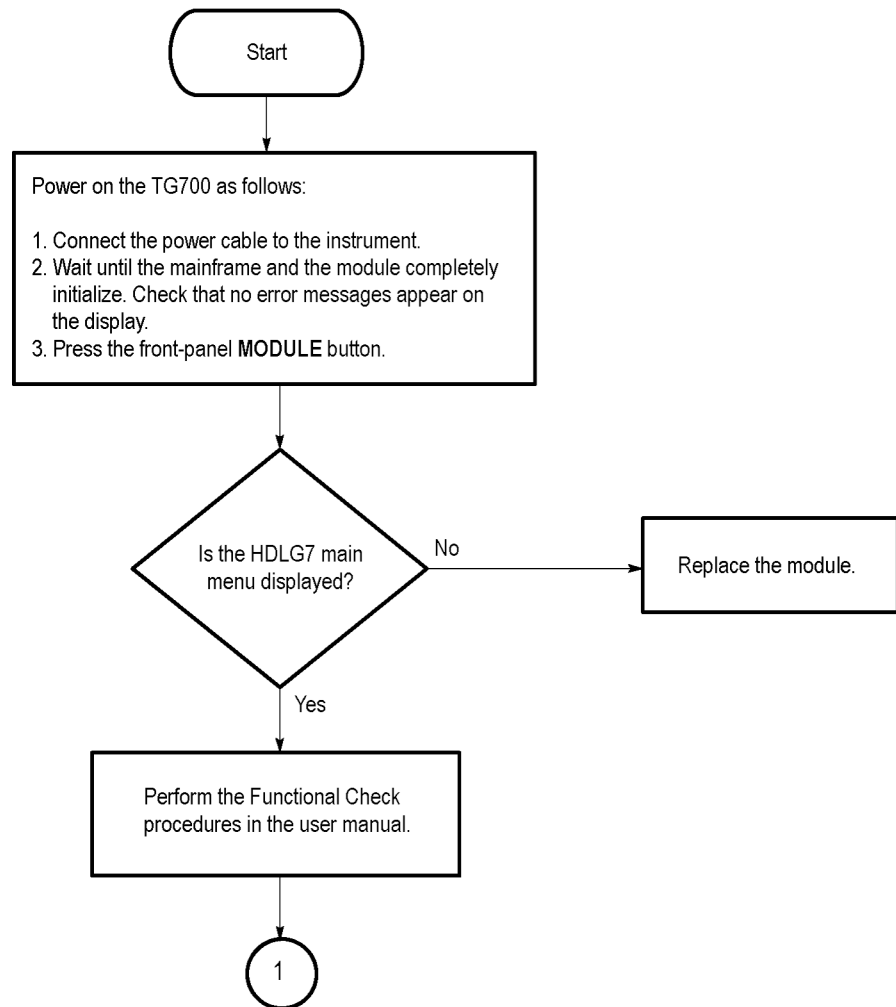 Start
Power on the TG700 as follows:
1. Connect the power cable to the instrument.
2. Wait until the mainframe and the module completely
initialize. Check that no error messages appear on
the display.
3. Press the front-panel MODULE button.
Is the HDLG7 main
menu displayed?
No
Replace the module.
Yes
Perform the Functional Check
procedures in the user manual.
1